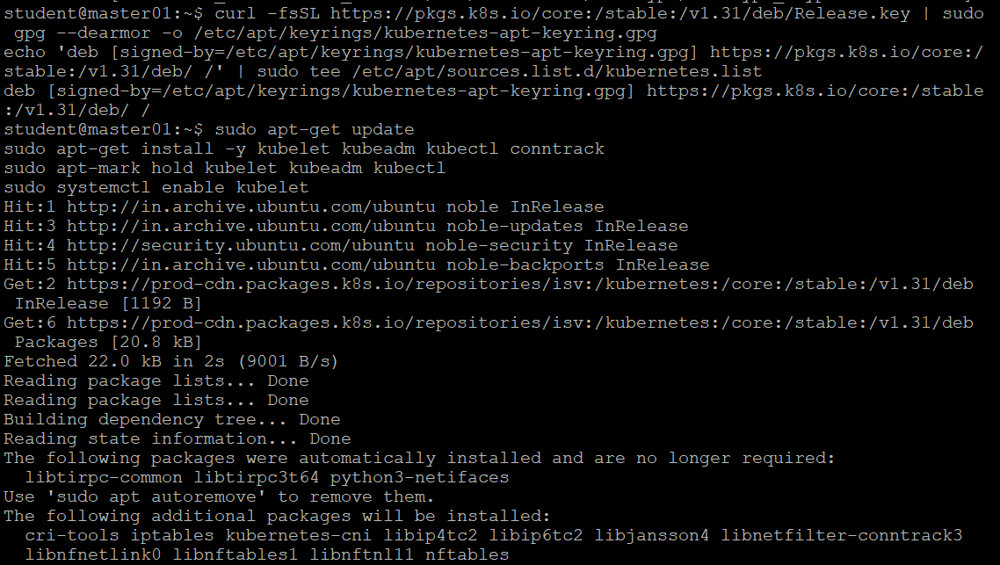 student@master01:~$ curl -fsSL https://pkgs.k8s.io/core:/stable:/v1.31/deb/Release.key | sudo
 gpg --dearmor -o /etc/apt/keyrings/kubernetes-apt-keyring.gpg
echo 'deb [signed-by=/etc/apt/keyrings/kubernetes-apt-keyring.gpg] https://pkgs.k8s.io/core:/
stable:/v1.31/deb/ /' | sudo tee /etc/apt/sources.list.d/kubernetes.list
deb [signed-by=/etc/apt/keyrings/kubernetes-apt-keyring.gpg] https://pkgs.k8s.io/core:/stable
:/v1.31/deb/ /
student@master01:~$ sudo apt-get update
sudo apt-get install -y kubelet kubeadm kubectl conntrack
sudo apt-mark hold kubelet kubeadm kubectl
sudo systemctl enable kubelet
Hit:1 http://in.archive.ubuntu.com/ubuntu noble InRelease
Hit:3 http://in.archive.ubuntu.com/ubuntu noble-updates InRelease
Hit:4 http://security.ubuntu.com/ubuntu noble-security InRelease
Hit:5 http://in.archive.ubuntu.com/ubuntu noble-backports InRelease
Get:2 https://prod-cdn.packages.k8s.io/repositories/isv:/kubernetes:/core:/stable:/v1.31/deb
 InRelease [1192 B]
Get:6 https://prod-cdn.packages.k8s.io/repositories/isv:/kubernetes:/core:/stable:/v1.31/deb
 Packages [20.8 kB]
Fetched 22.0 kB in 2s (9001 B/s)
Reading package lists... Done
Reading package lists... Done
Building dependency tree... Done
Reading state information... Done
The following packages were automatically installed and are no longer required:
  libtirpc-common libtirpc3t64 python3-netifaces
Use 'sudo apt autoremove' to remove them.
The following additional packages will be installed:
  cri-tools iptables kubernetes-cni libip4tc2 libip6tc2 libjansson4 libnetfilter-conntrack3
  libnfnetlink0 libnftables1 libnftnl11 nftables